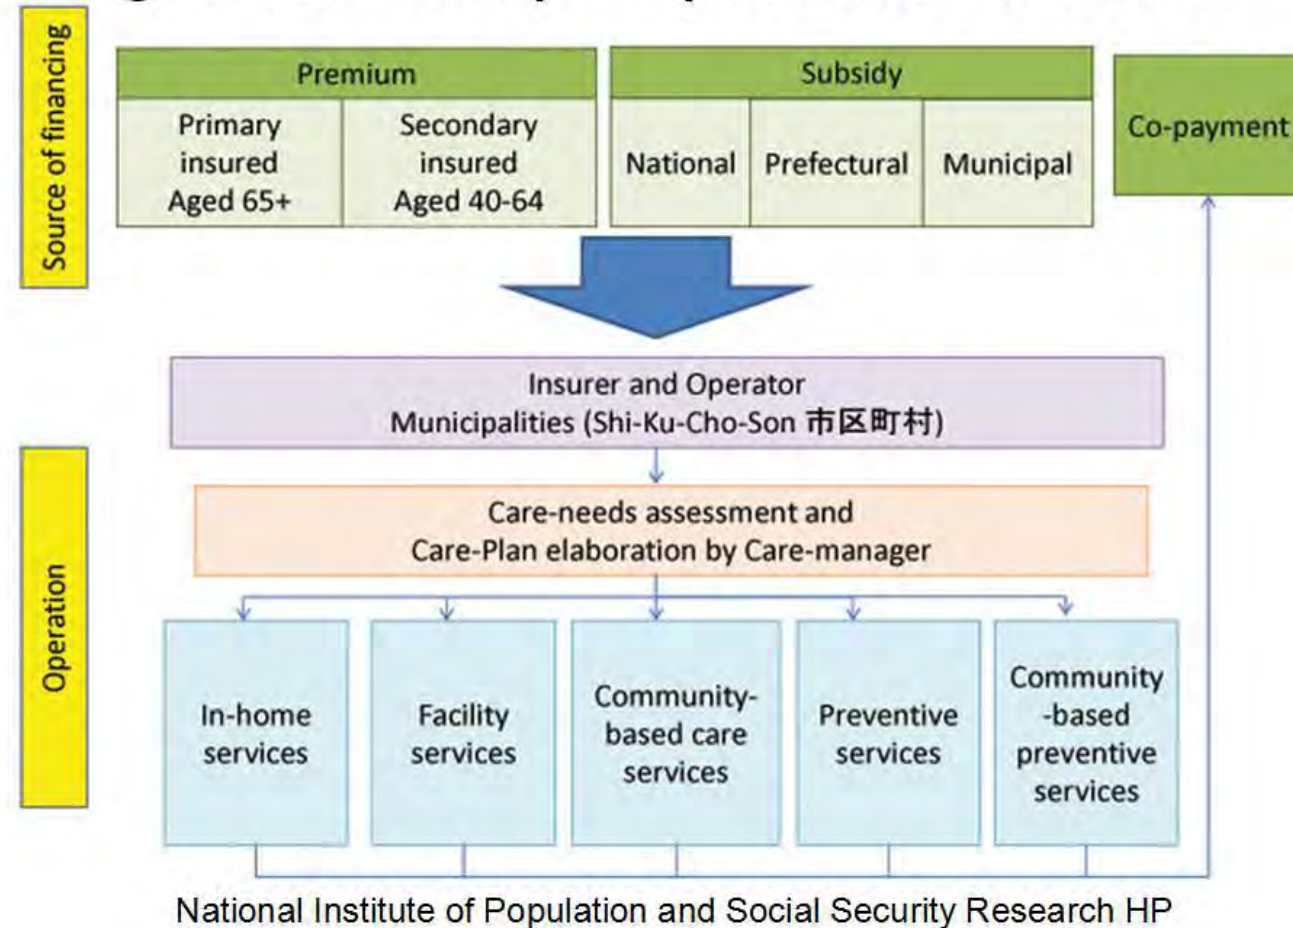 Source of financing
Premium
Subsidy
Co-payment
Primary
insured
Aged 65+
Secondary
insured
Aged 40-64
National
Prefectural
Municipal
Insurer and Operator
Municipalities (Shi-Ku-Cho-Son 市区町村)
Operation
Care-needs assessment and
Care-Plan elaboration by Care-manager
In-home
services
Facility
services
Community-
based care
services
Preventive
services
Community
-based
preventive
services
National Institute of Population and Social Security Research HP